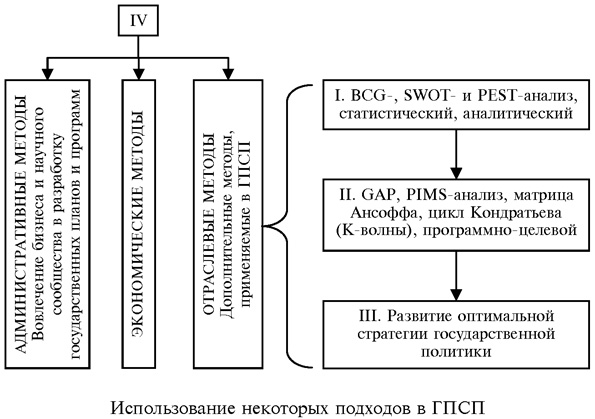 IV
АДМИНИСТРАТИВНЫЕ МЕТОДЫ
Вовлечение бизнеса и научного
сообщества в разработку
государственных планов и программ
ЭКОНОМИЧЕСКИЕ МЕТОДЫ
ОТРАСЛЕВЫЕ МЕТОДЫ
Дополнительные методы,
применяемые в ГПСП
I. BCG-, SWOT- и PEST-анализ,
статистический, аналитический
II. GAP, PIMS-анализ, матрица
Ансоффа, цикл Кондратьева
(К-волны), программно-целевой
III. Развитие оптимальной
стратегии государственной
политики
Использование некоторых подходов в ГПСП